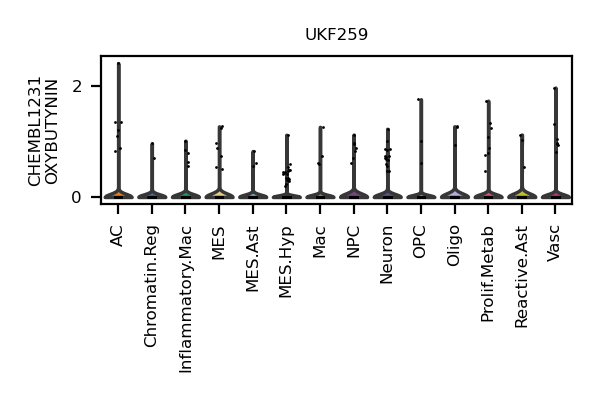 UKF259
CHEMBL1231
OXYBUTYNIN
2
0
AC
Chromatin.Reg
Inflammatory.Mac
MES
MES.Ast
MES.Hyp
Mac
NPC
Neuron
OPC
Oligo
Prolif.Metab
Reactive.Ast
Vasc